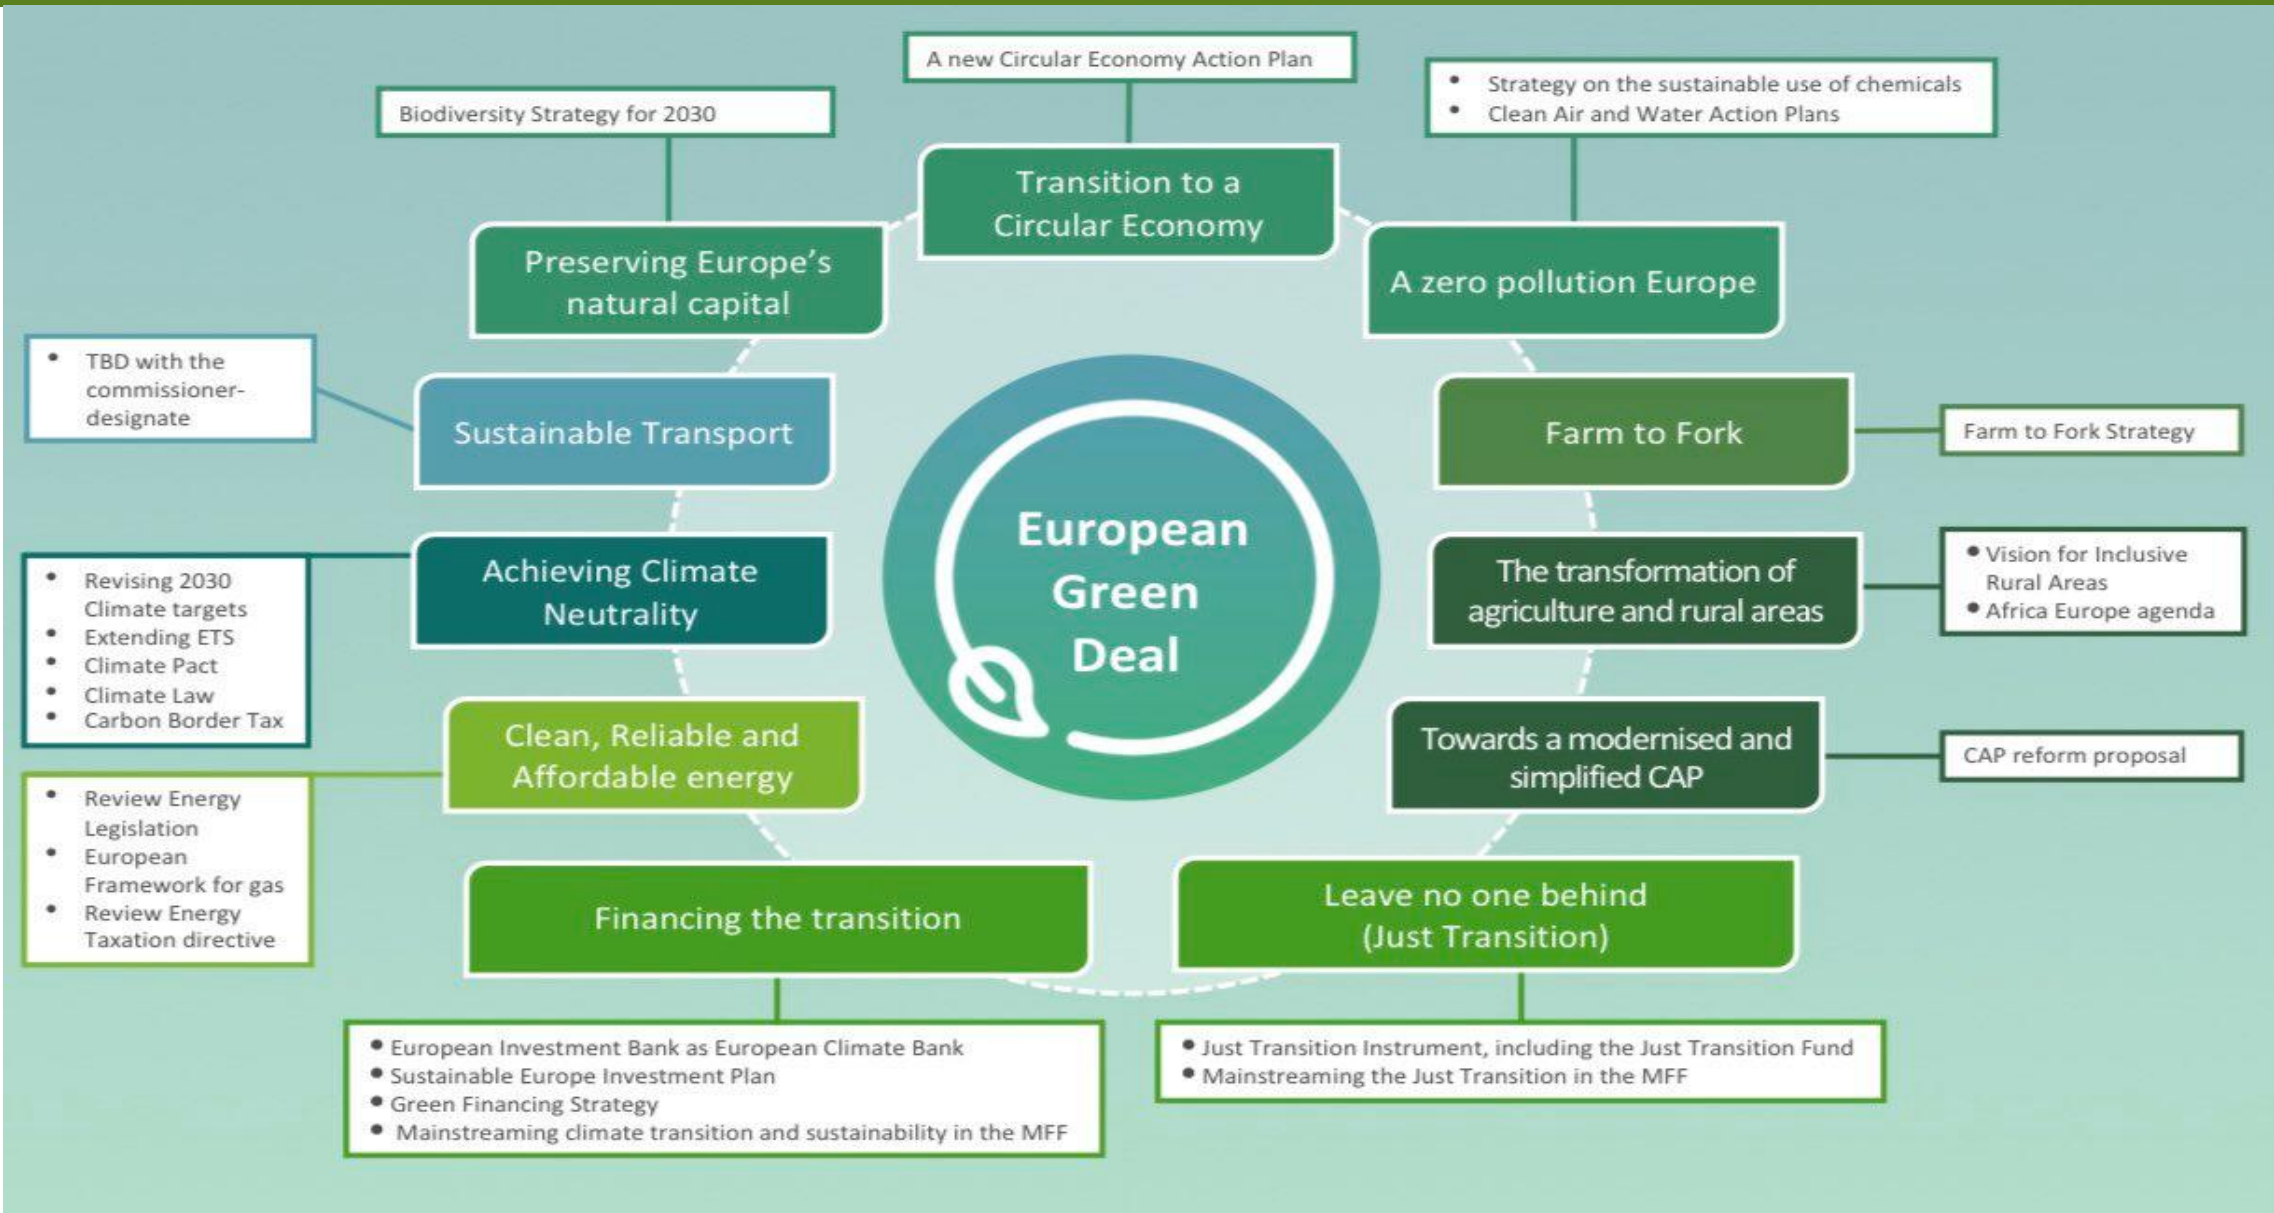 A new Circular Economy Action Plan
Biodiversity Strategy for 2030
• Strategy on the sustainable use of chemicals
• Clean Air and Water Action Plans
Transition to a
Circular Economy
Preserving Europe's
natural capital
A zero pollution Europe
• TBD with the
commissioner-
designate
Sustainable Transport
Farm to Fork
Farm to Fork Strategy
European
Green
Deal
Achieving Climate
Neutrality
• Revising 2030
Climate targets
• Extending ETS
• Climate Pact
• Climate Law
• Carbon Border Tax
The transformation of
agriculture and rural areas
• Vision for Inclusive
Rural Areas
• Africa Europe agenda
Clean, Reliable and
Affordable energy
• Review Energy
Legislation
• European
Framework for gas
• Review Energy
Taxation directive
Towards a modernised and
simplified CAP
CAP reform proposal
Financing the transition
Leave no one behind
(Just Transition)
• European Investment Bank as European Climate Bank
• Sustainable Europe Investment Plan
• Green Financing Strategy
• Mainstreaming climate transition and sustainability in the MFF
• Just Transition Instrument, including the Just Transition Fund
• Mainstreaming the Just Transition in the MFF